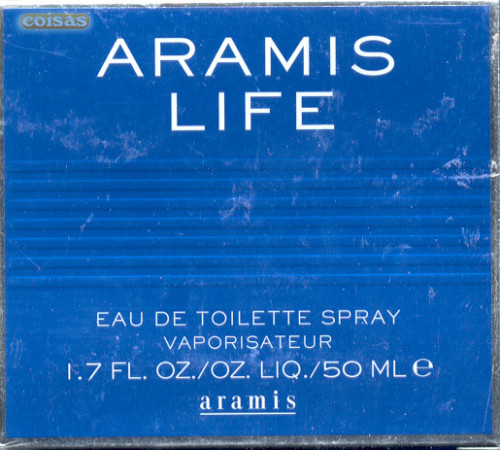 coisas
ARAMIS
LIFE
EAU DE TOILETTE SPRAY
VAPORISATEUR
1.7 FL. OZ./OZ. LIQ./50 ML e
aramis